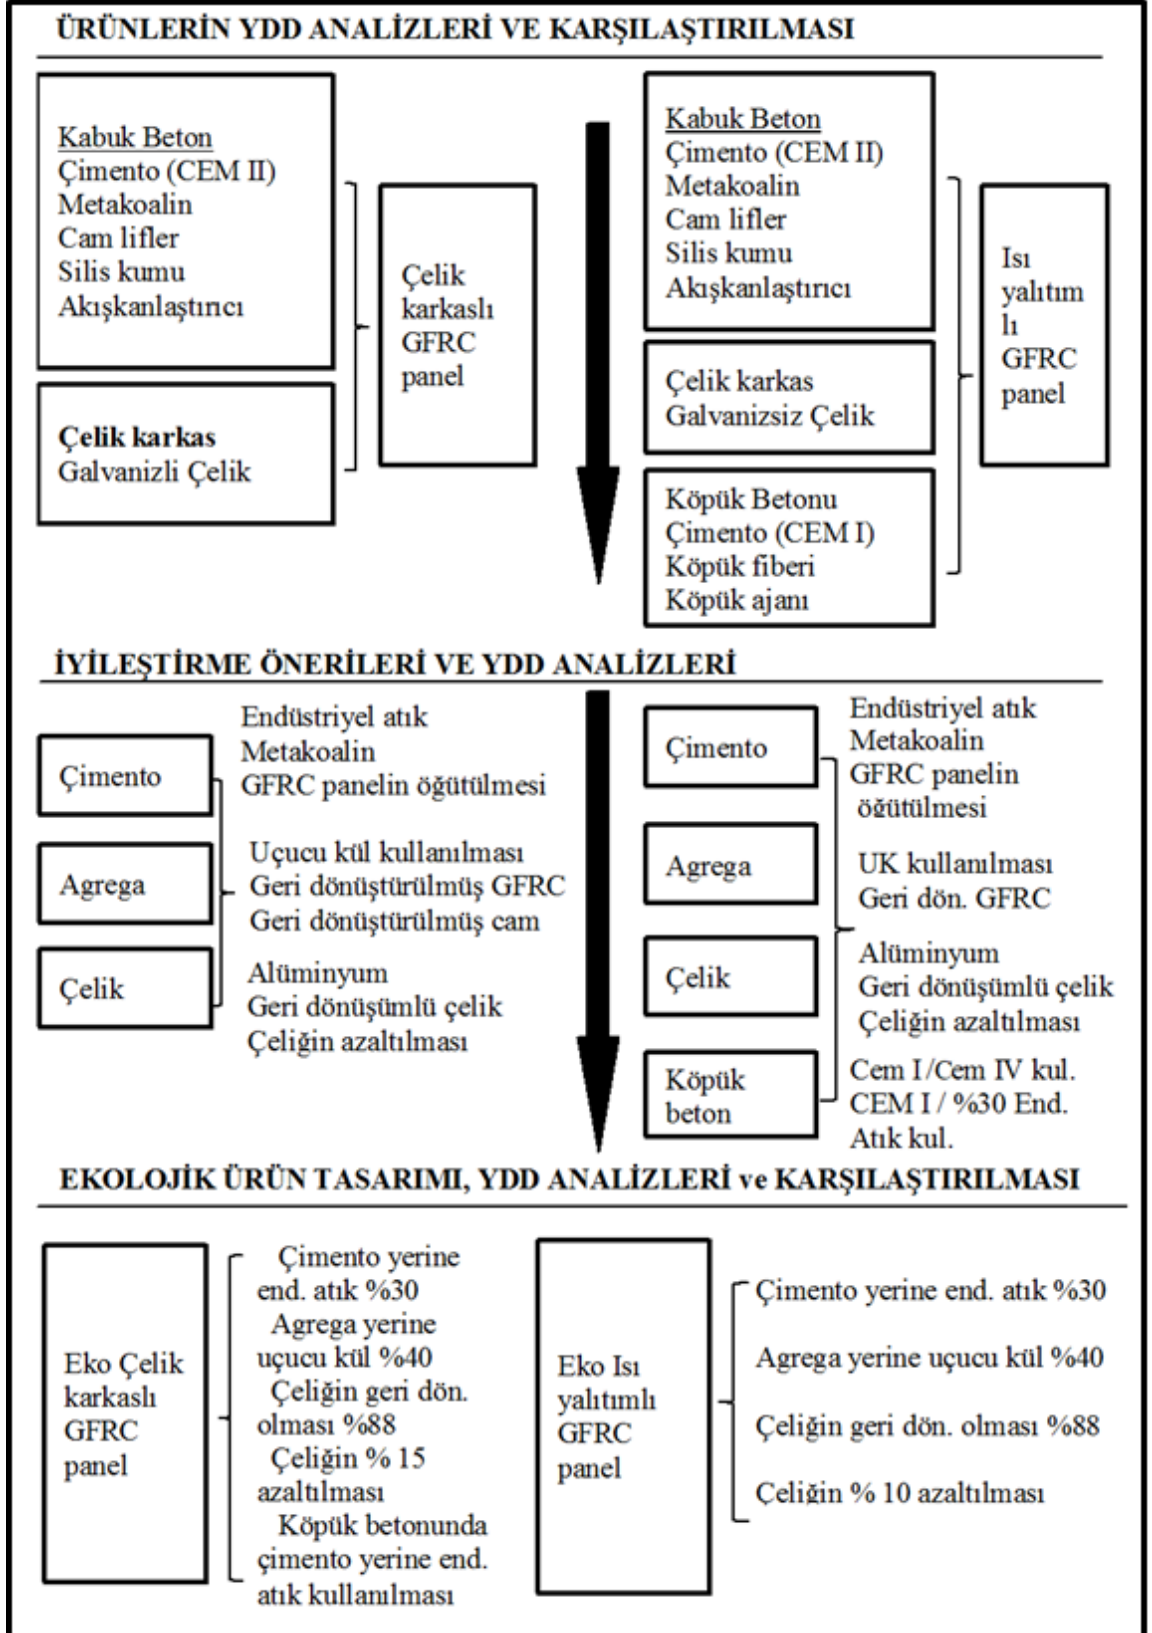 ÜRÜNLERİN YDD ANALİZLERİ VE KARŞILAŞTIRILMASI
Kabuk Beton
Çimento (CEM II)
Metakoalin
Cam lifler
Silis kumu
Akışkanlaştırıcı
Çelik karkas
Galvanizli Çelik
Çelik
karkaslı
GFRC
panel
Kabuk Beton
Çimento (CEM II)
Metakoalin
Cam lifler
Silis kumu
Akışkanlaştırıcı
Çelik karkas
Galvanizsiz Çelik
Köpük Betonu
Çimento (CEM I)
Köpük fiberi
Köpük ajanı
Isı
yalıtım
lı
GFRC
panel
İYİLEŞTİRME ÖNERİLERİ VE YDD ANALİZLERİ
Çimento
Agrega
Çelik
Endüstriyel atık
Metakoalin
GFRC panelin öğütülmesi
Uçucu kül kullanılması
Geri dönüştürülmüş GFRC
Geri dönüştürülmüş cam
Alüminyum
Geri dönüşümlü çelik
Çeliğin azaltılması
Çimento
Agrega
Çelik
Köpük
beton
Endüstriyel atık
Metakoalin
GFRC panelin
öğütülmesi
UK kullanılması
Geri dön. GFRC
Alüminyum
Geri dönüşümlü çelik
Çeliğin azaltılması
Cem I /Cem IV kul.
CEM I / %30 End.
Atık kul.
EKOLOJİK ÜRÜN TASARIMI, YDD ANALİZLERİ ve KARŞILAŞTIRILMASI
Eko Çelik
karkaslı
GFRC
panel
Çimento yerine
end. atık %30
Agrega yerine
uçucu kül %40
Çeliğin geri dön.
olması %88
Çeliğin % 15
azaltılması
Köpük betonunda
çimento yerine end.
atık kullanılması
Eko Isı
yalıtımlı
GFRC
panel
Çimento yerine end. atık %30
Agrega yerine uçucu kül %40
Çeliğin geri dön. olması %88
Çeliğin % 10 azaltılması